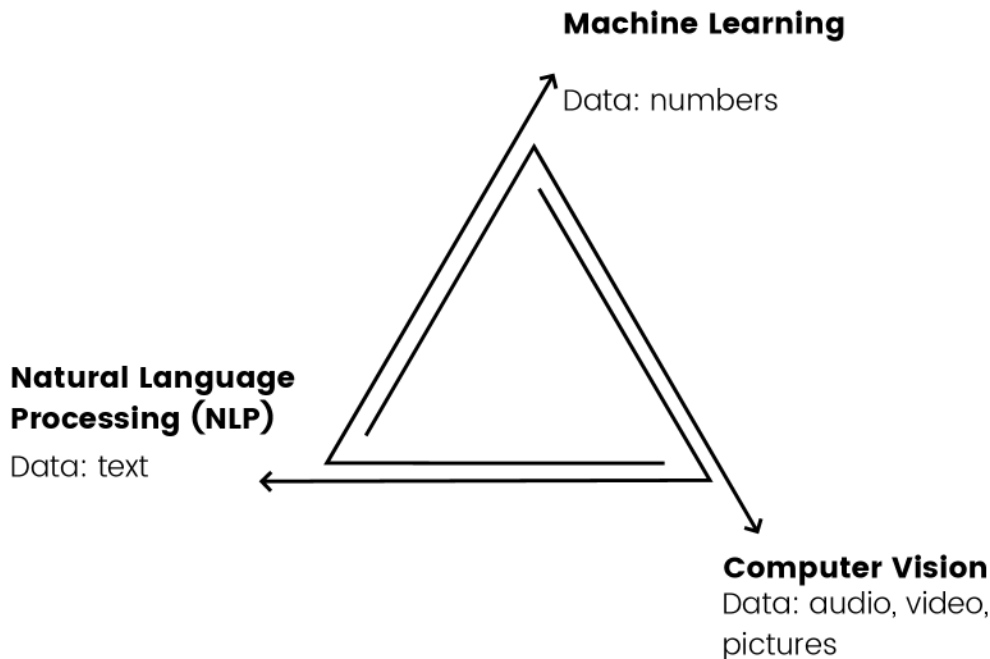 Machine Learning
Data: numbers
Natural Language
Processing (NLP)
Data: text
Computer Vision
Data: audio, video,
pictures